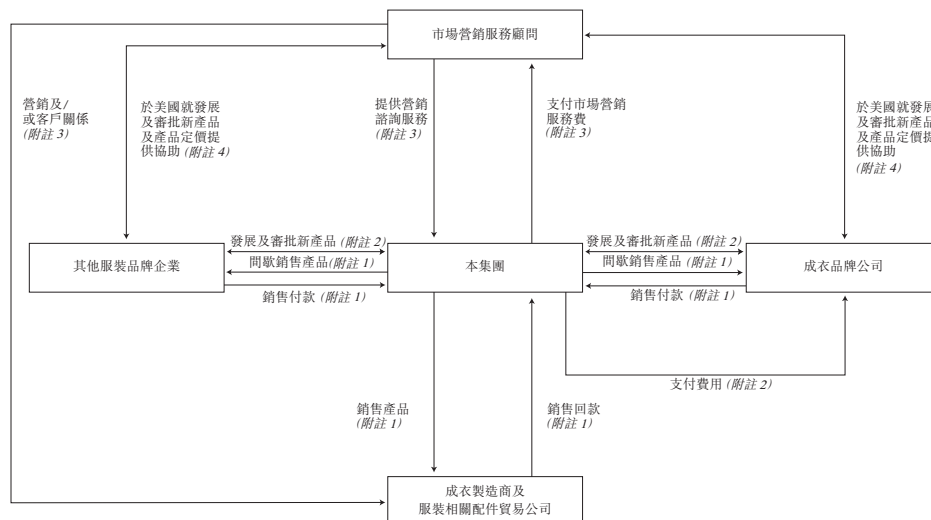 市場營銷服務顧問
營銷及/
或客戶關係
(附註 3)
於美國就發展
及審批新產品
及產品定價提
供協助 (附註 4)
提供營銷
諮詢服務
(附註 3)
支付市場營銷
服務費
(附註 3)
於美國就發展
及審批新產品
及產品定價提
供協助
(附註 4)
其他服裝品牌企業
發展及審批新產品 (附註 2)
間歇銷售產品(附註 1)
銷售付款 (附註 1)
本集團
發展及審批新產品 (附註 2)
間歇銷售產品 (附註 1)
銷售付款 (附註 1)
成衣品牌公司
支付費用 (附註 2)
銷售產品
(附註 1)
銷售回款
(附註 1)
成衣製造商及
服裝相關配件貿易公司